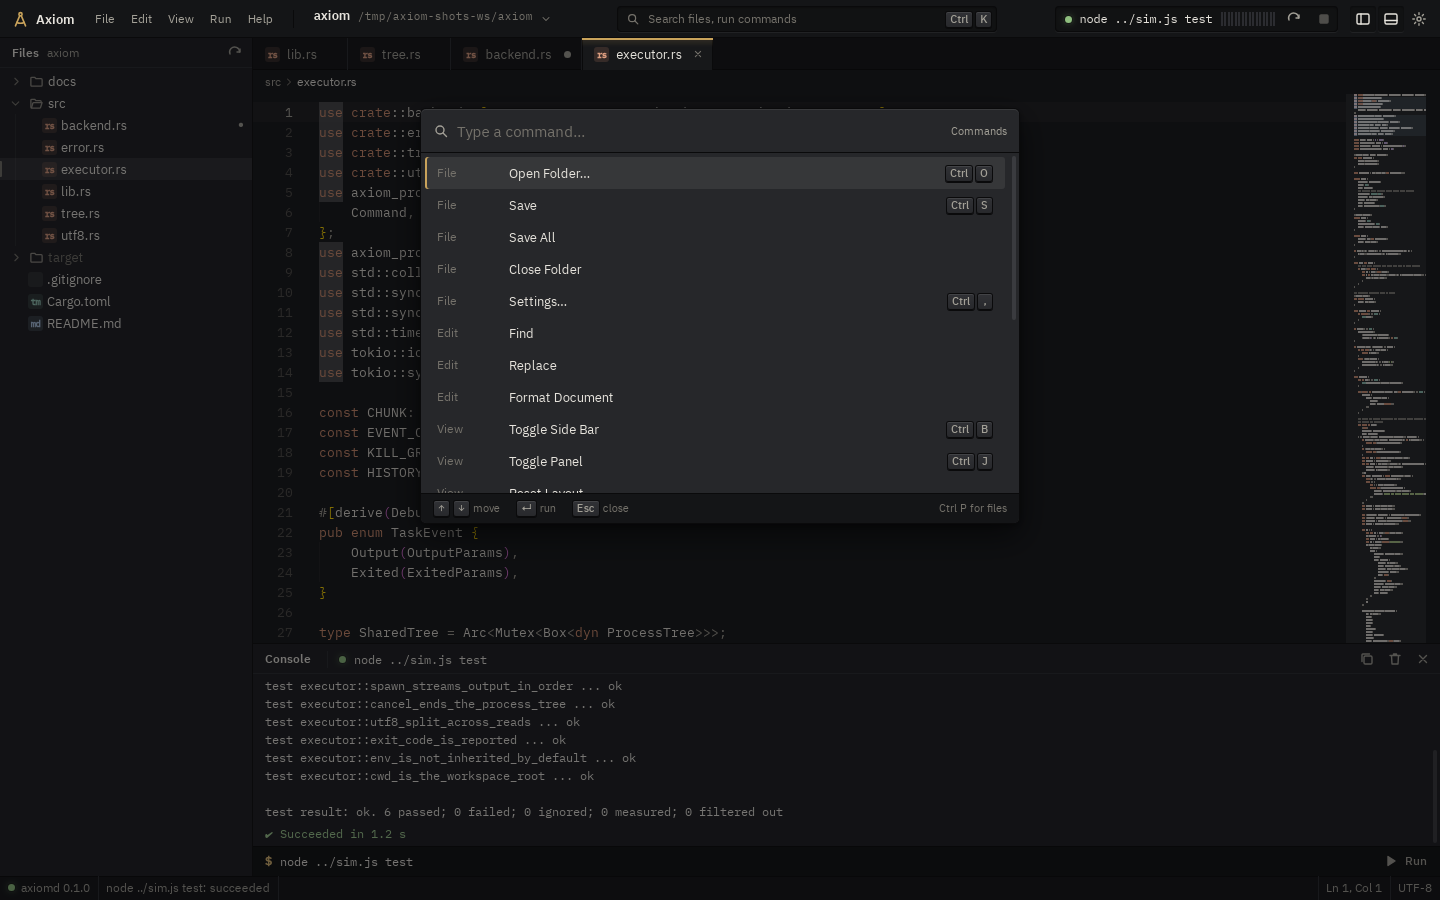 Axiom File Edit View Run Help axiom /tmp/axiom-shots-ws/axiom Search files, run commands Ctrl K node ../sim.js test
Files axiom
docs
src
backend.rs
error.rs
executor.rs
lib.rs
tree.rs
utf8.rs
target
.gitignore
Cargo.toml
README.md
lib.rs tree.rs backend.rs executor.rs
src executor.rs
1 use crate::ba
2 use crate::er
3 use crate::tr
4 use crate::ut
5 use axiom_pro
6 Command,
7 };
8 use axiom_pro
9 use std::coll
10 use std::sync
11 use std::sync
12 use std::time
13 use tokio::io
14 use tokio::sy
15
16 const CHUNK:
17 const EVENT_C
18 const KILL_GR
19 const HISTORY
20
21 #[derive(Debu
22 pub enum TaskEvent {
23 Output(OutputParams),
24 Exited(ExitedParams),
25 }
26
27 type SharedTree = Arc<Mutex<Box<dyn ProcessTree>>>;
Type a command... Commands
File Open Folder... Ctrl O
File Save Ctrl S
File Save All
File Close Folder
File Settings... Ctrl ,
Edit Find
Edit Replace
Edit Format Document
View Toggle Side Bar Ctrl B
View Toggle Panel Ctrl J
View Reset Layout
↑ ↓ move ↵ run Esc close Ctrl P for files
Console node ../sim.js test
test executor::spawn_streams_output_in_order ... ok
test executor::cancel_ends_the_process_tree ... ok
test executor::utf8_split_across_reads ... ok
test executor::exit_code_is_reported ... ok
test executor::env_is_not_inherited_by_default ... ok
test executor::cwd_is_the_workspace_root ... ok
test result: ok. 6 passed; 0 failed; 0 ignored; 0 measured; 0 filtered out
✔ Succeeded in 1.2 s
$ node ../sim.js test Run
axiomd 0.1.0 node ../sim.js test: succeeded Ln 1, Col 1 UTF-8